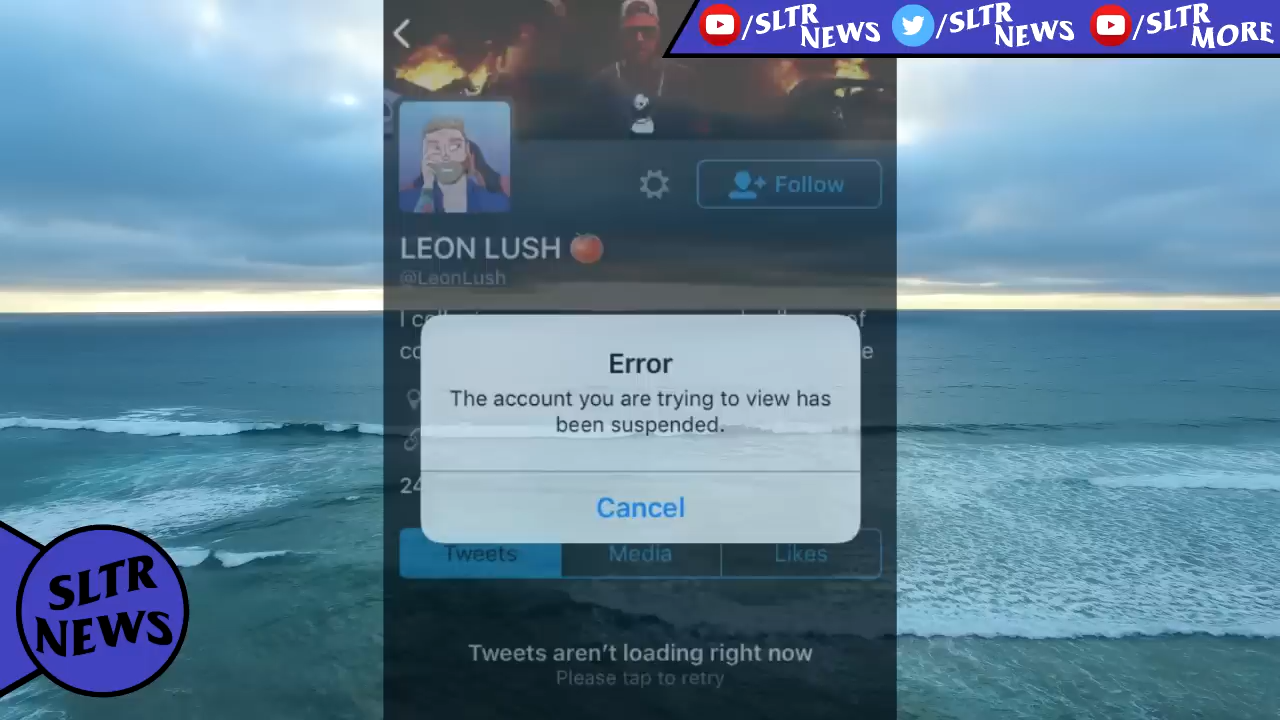 /SLTR NEWS /SLTR NEWS /SLTR MORE
Follow
LEON LUSH
@LeonLush
Error
The account you are trying to view has
been suspended.
Cancel
Tweets Media Likes
Tweets aren't loading right now
Please tap to retry
SLTR
NEWS